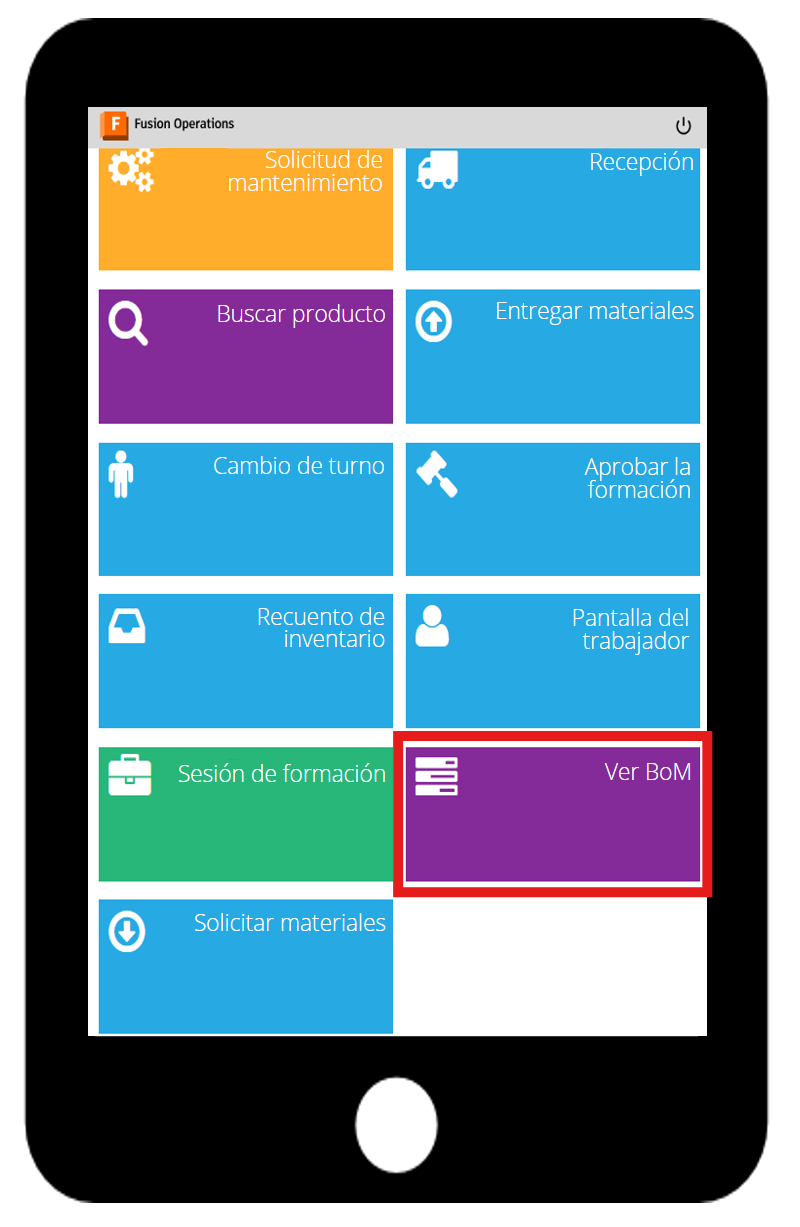 F Fusion Operations
Solicitud de
mantenimiento
Recepción
Buscar producto
Entregar materiales
Cambio de turno
Aprobar la
formación
Recuento de
inventario
Pantalla del
trabajador
Sesión de formación
Ver BoM
Solicitar materiales